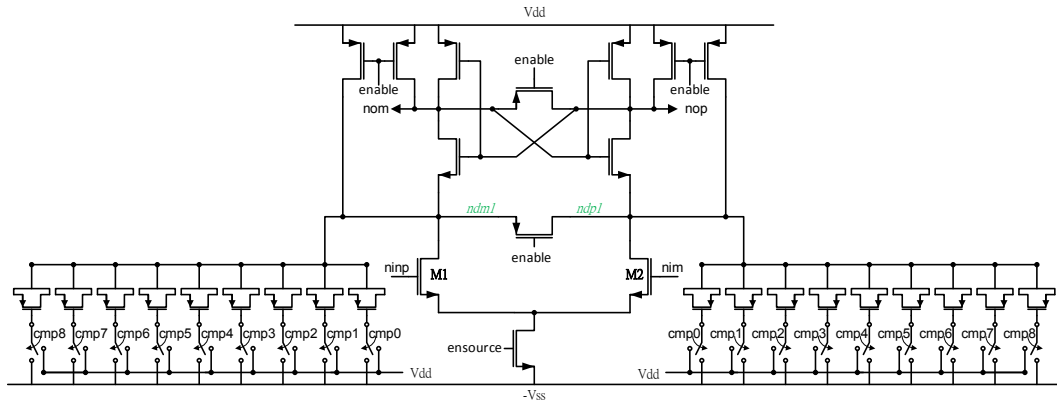 Vdd
enable
enable enable
nom nop
ndm1 ndp1
ninp M1 enable M2 nim
cmp8 cmp7 cmp6 cmp5 cmp4 cmp3 cmp2 cmp1 cmp0 cmp0 cmp1 cmp2 cmp3 cmp4 cmp5 cmp6 cmp7 cmp8
ensource
Vdd Vdd
-Vss